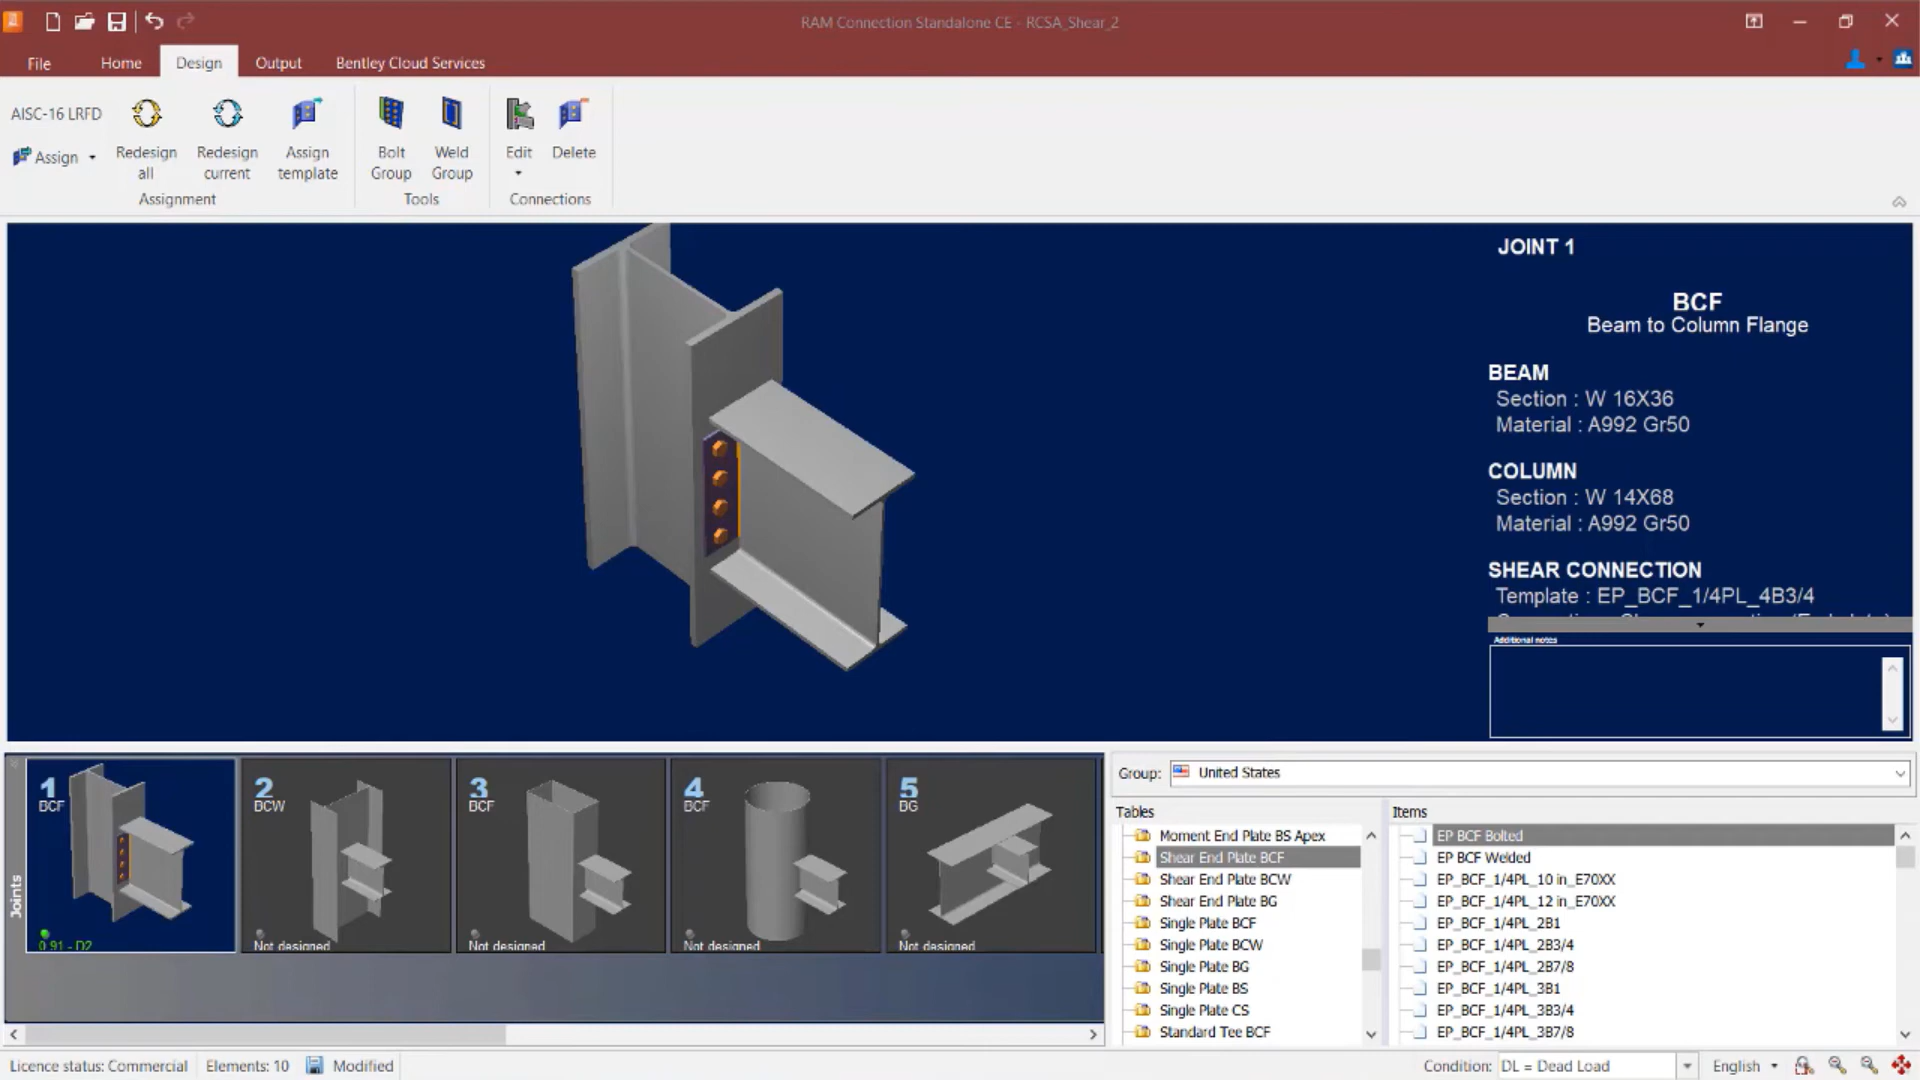 RAM Connection Standalone CE - RCSA_Shear_2
File
Home
Design
Output
Bentley Cloud Services
AISC-16 LRFD
Assign
Redesign all
Redesign current
Assign template
Assignment
Bolt Group
Weld Group
Tools
Edit
Delete
Connections
JOINT 1
BCF
Beam to Column Flange
BEAM
Section : W 16X36
Material : A992 Gr50
COLUMN
Section : W 14X68
Material : A992 Gr50
SHEAR CONNECTION
Template : EP_BCF_1/4PL_4B3/4
Additional notes
Joints
1
BCF
0.91 - D2
2
BCW
Not designed
3
BCF
Not designed
4
BCF
Not designed
5
BG
Not designed
Group:
United States
Tables
Moment End Plate BS Apex
Shear End Plate BCF
Shear End Plate BCW
Shear End Plate BG
Single Plate BCF
Single Plate BCW
Single Plate BG
Single Plate BS
Single Plate CS
Standard Tee BCF
Items
EP BCF Bolted
EP BCF Welded
EP_BCF_1/4PL_10 in_E70XX
EP_BCF_1/4PL_12 in_E70XX
EP_BCF_1/4PL_2B1
EP_BCF_1/4PL_2B3/4
EP_BCF_1/4PL_2B7/8
EP_BCF_1/4PL_3B1
EP_BCF_1/4PL_3B3/4
EP_BCF_1/4PL_3B7/8
Licence status: Commercial
Elements: 10
Modified
Condition:
DL = Dead Load
English